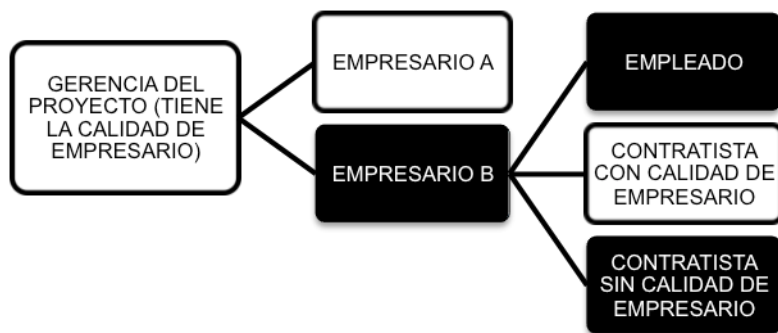 GERENCIA DEL
PROYECTO (TIENE
LA CALIDAD DE
EMPRESARIO)
EMPRESARIO A
EMPRESARIO B
EMPLEADO
CONTRATISTA
CON CALIDAD DE
EMPRESARIO
CONTRATISTA
SIN CALIDAD DE
EMPRESARIO